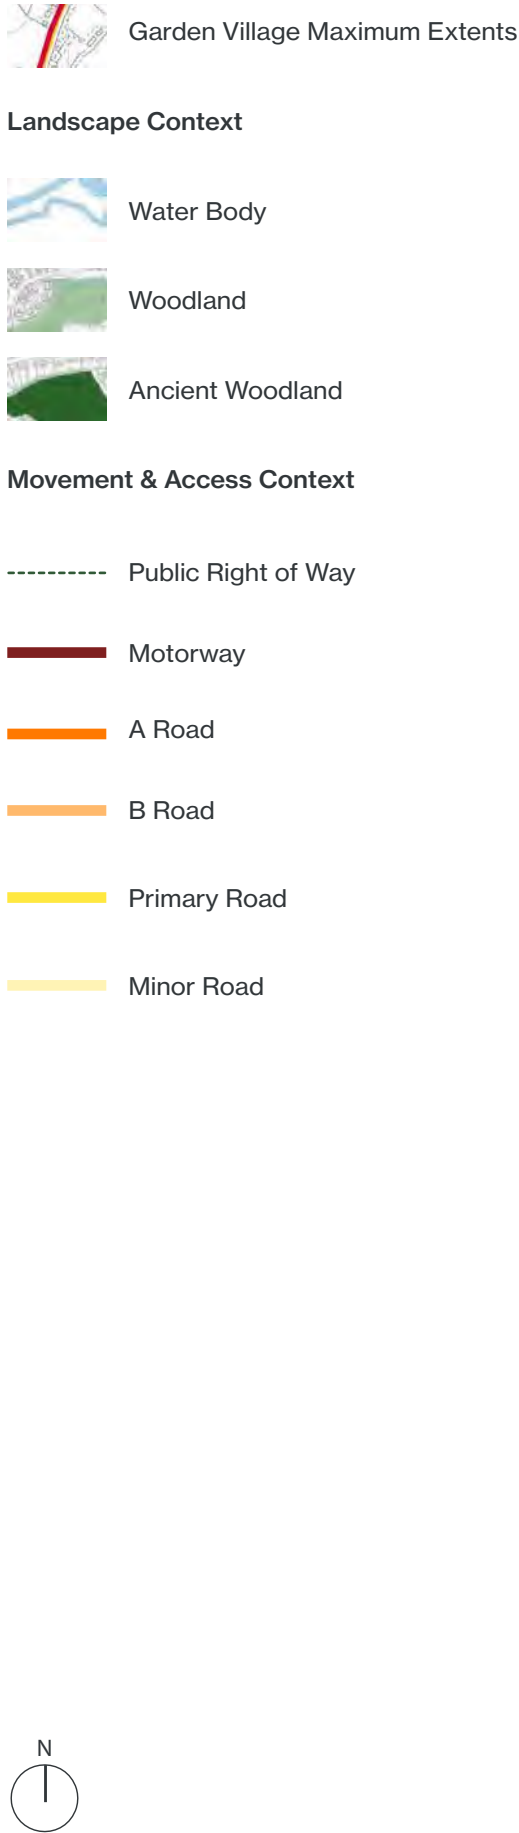 Garden Village Maximum Extents
Landscape Context
Water Body
Woodland
Ancient Woodland
Movement & Access Context
Public Right of Way
Motorway
A Road
B Road
Primary Road
Minor Road
N